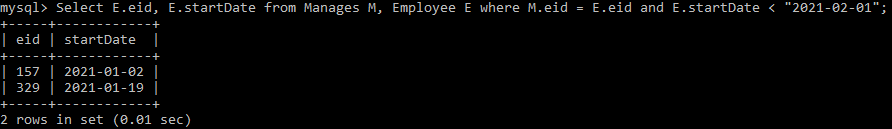 mysql> Select E.eid, E.startDate from Manages M, Employee E where M.eid = E.eid and E.startDate < "2021-02-01";
+-----+------------+
| eid | startDate  |
+-----+------------+
| 157 | 2021-01-02 |
| 329 | 2021-01-19 |
+-----+------------+
2 rows in set (0.01 sec)